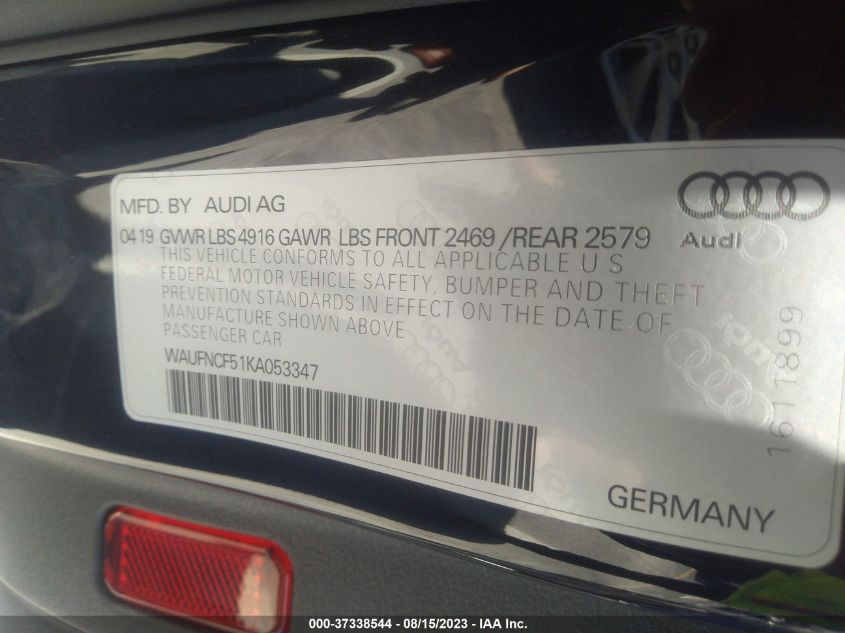 MFD. BY AUDI AG
0419 GVWR LBS 4916 GAWR LBS FRONT 2469 /REAR 2579
Audi
THIS VEHICLE CONFORMS TO ALL APPLICABLE U.S
FEDERAL MOTOR VEHICLE SAFETY, BUMPER AND THEFT
PREVENTION STANDARDS IN EFFECT ON THE DATE OF
MANUFACTURE SHOWN ABOVE
PASSENGER CAR
WAUFNCF51KA053347
1611899
GERMANY
000-37338544 - 08/15/2023 - IAA Inc.